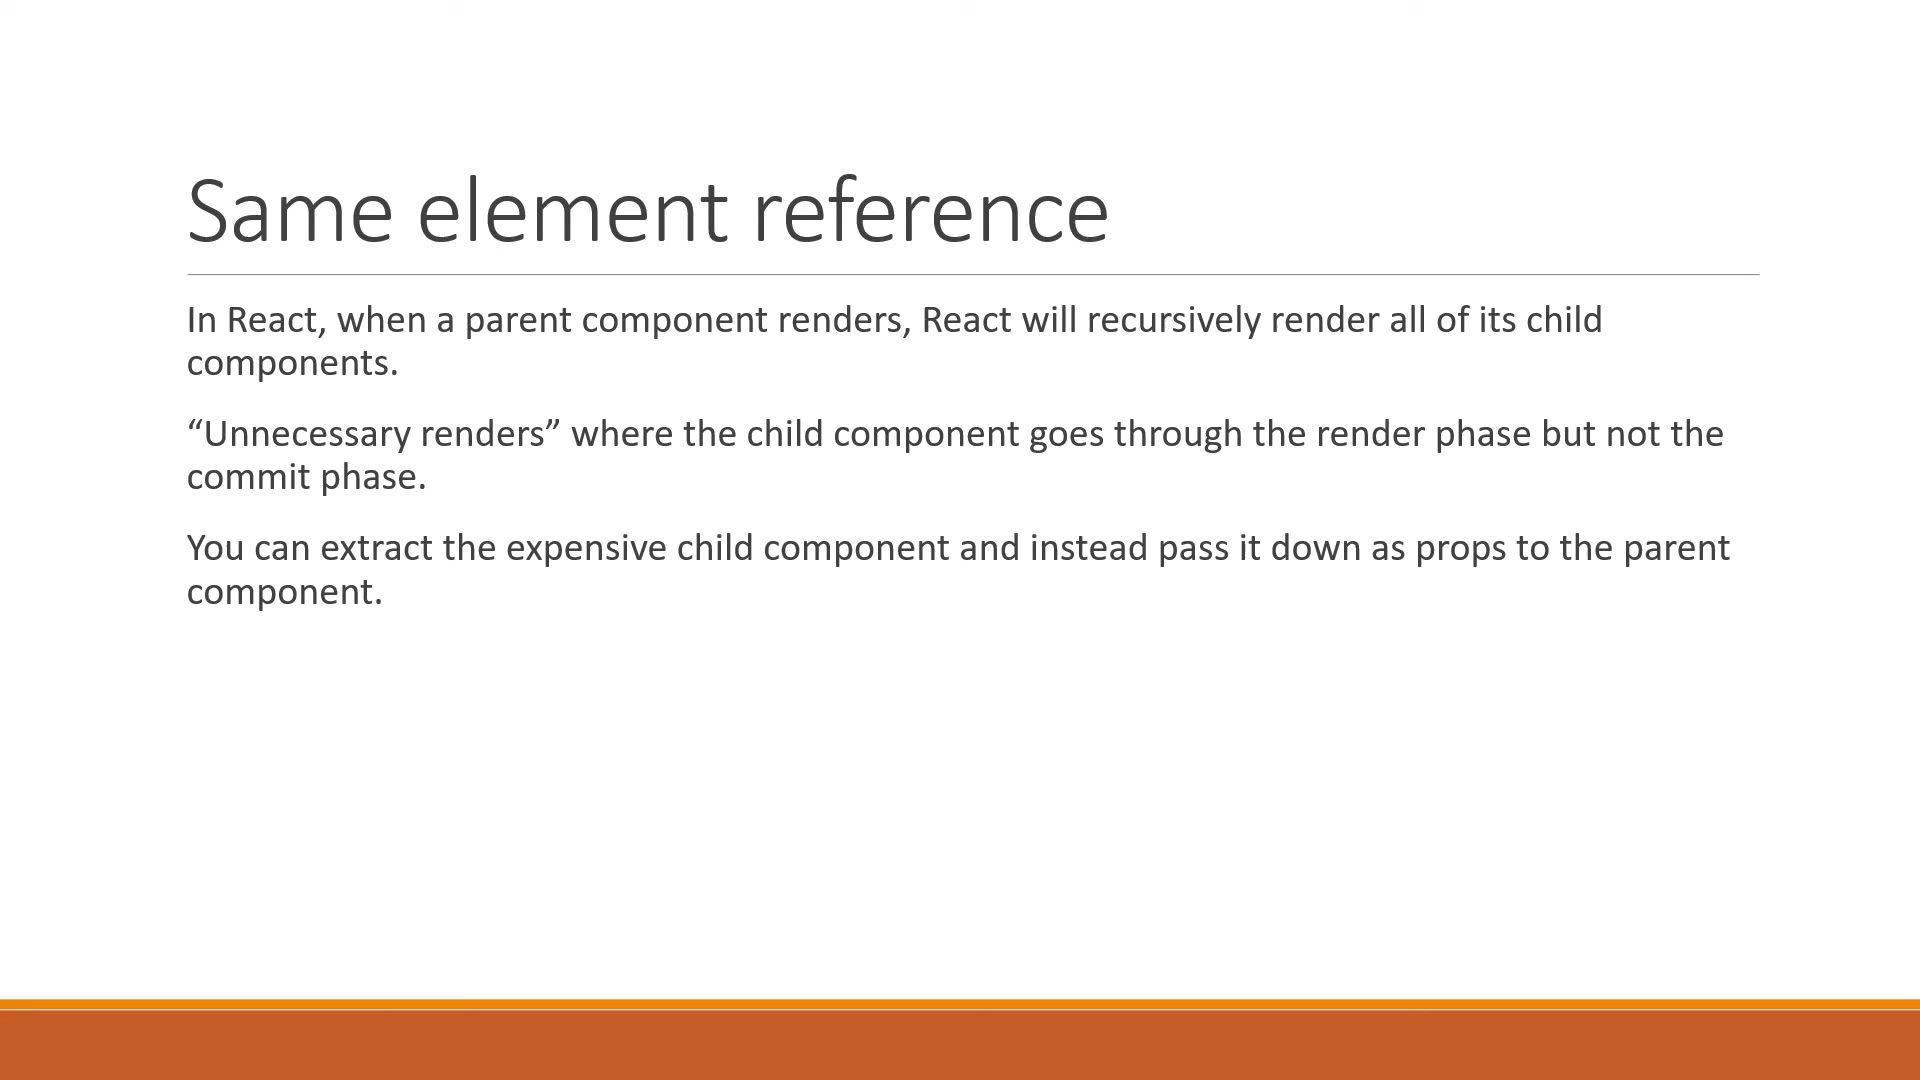 Same element reference
In React, when a parent component renders, React will recursively render all of its child
components.
“Unnecessary renders” where the child component goes through the render phase but not the
commit phase.
You can extract the expensive child component and instead pass it down as props to the parent
component.